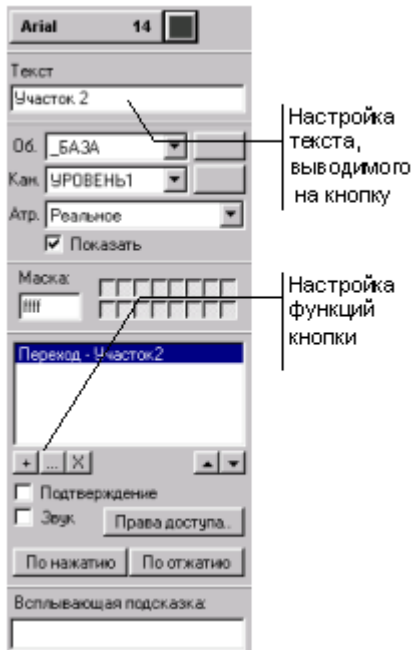 Arial 14
Текст
Участок 2
Об. _БАЗА
Кан. УРОВЕНЬ1
Атр. Реальное
Показать
Маска:
ffff
Переход - Участок2
+ ... X
Подтверждение
Звук Права доступа..
По нажатию По отжатию
Всплывающая подсказка:
Настройка
текста,
выводимого
на кнопку
Настройка
функций
кнопки